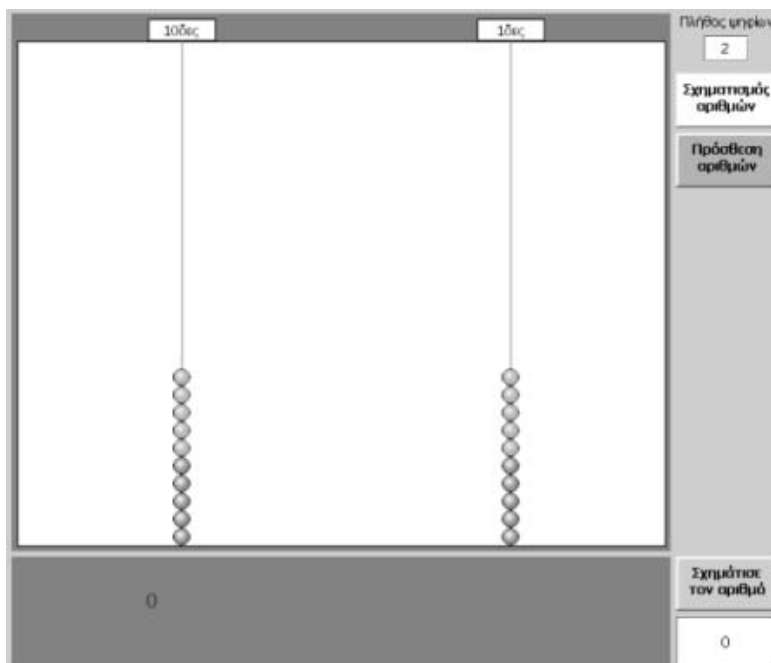 10δες
1δες
Πλήθος ψηφίων
2
Σχηματισμός
αριθμών
Πρόσθεση
αριθμών
0
Σχημάτισε
τον αριθμό
0